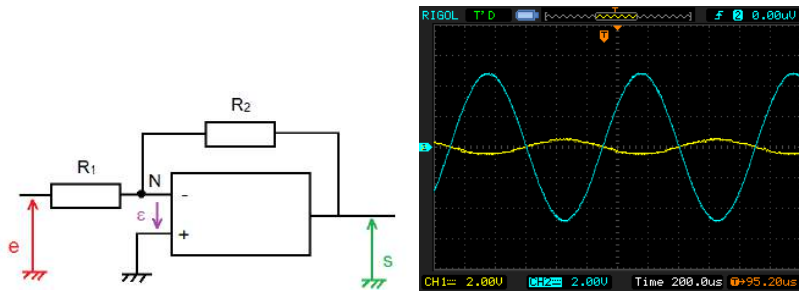 R2
R1
N
-
ε
+
e
s
RIGOL T'D T 2 0.00uV
T
1
CH1 2.00V CH2 2.00V Time 200.0us T→95.20us